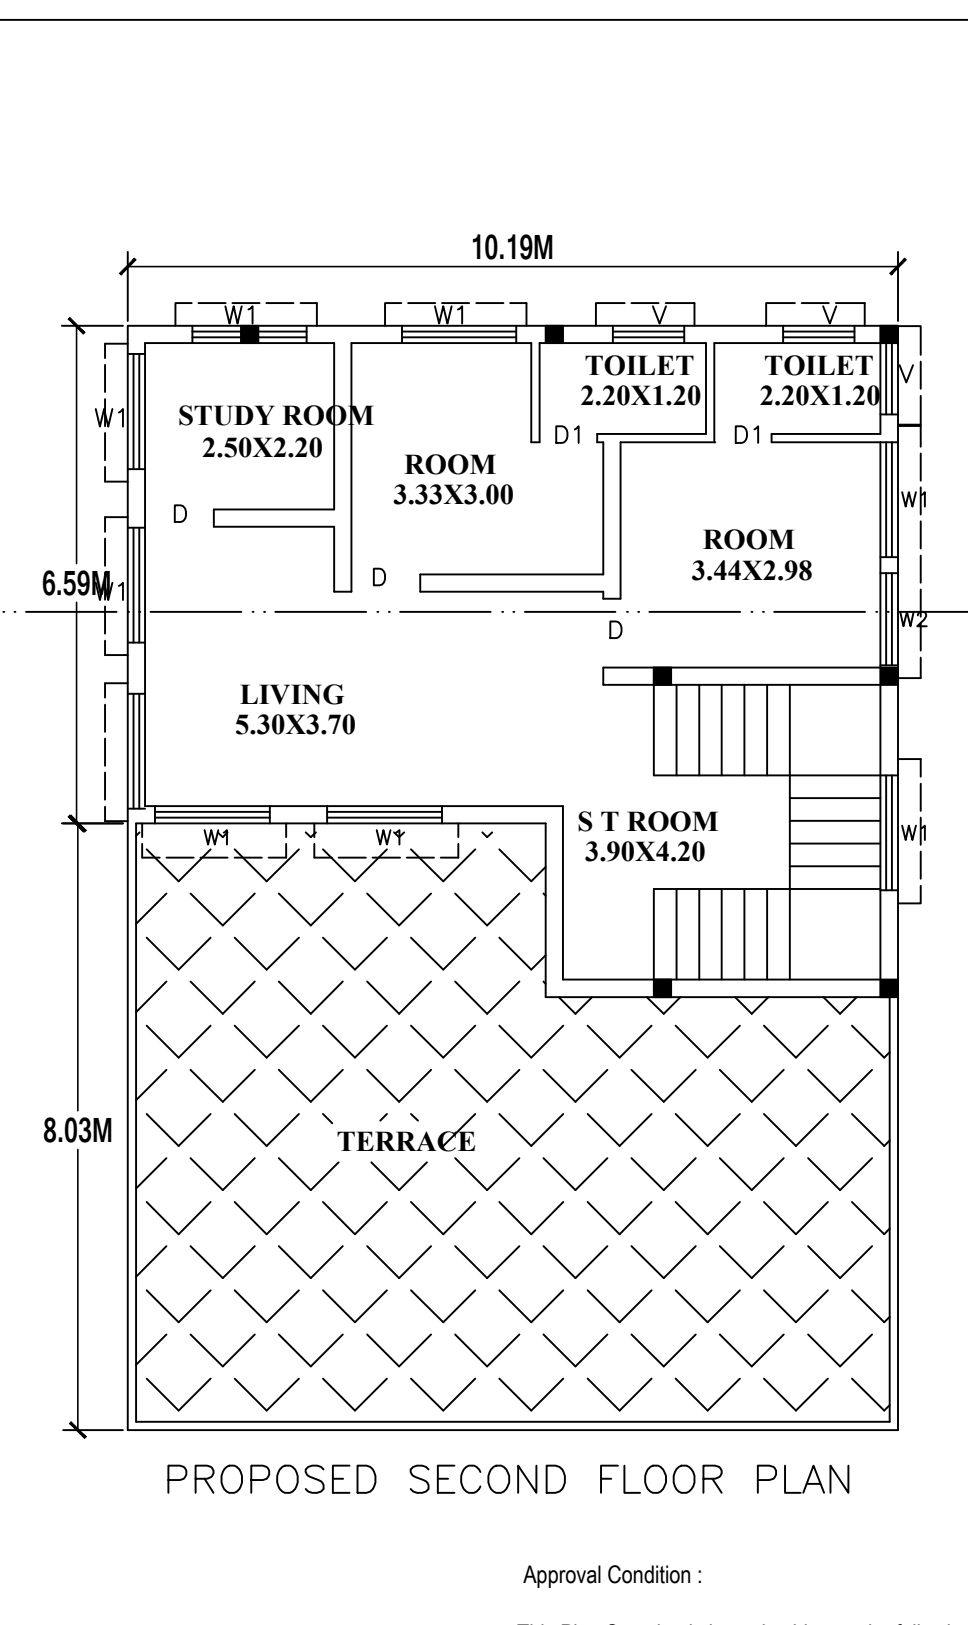 10.19M
W1
W1
V
V
TOILET
2.20X1.20
TOILET
2.20X1.20
V
W1
STUDY ROOM
2.50X2.20
D1
D1
ROOM
3.33X3.00
W1
D
ROOM
3.44X2.98
D
6.59M
W1
W2
D
LIVING
5.30X3.70
S T ROOM
3.90X4.20
W1
W1
W1
8.03M
TERRACE
PROPOSED SECOND FLOOR PLAN
Approval Condition :